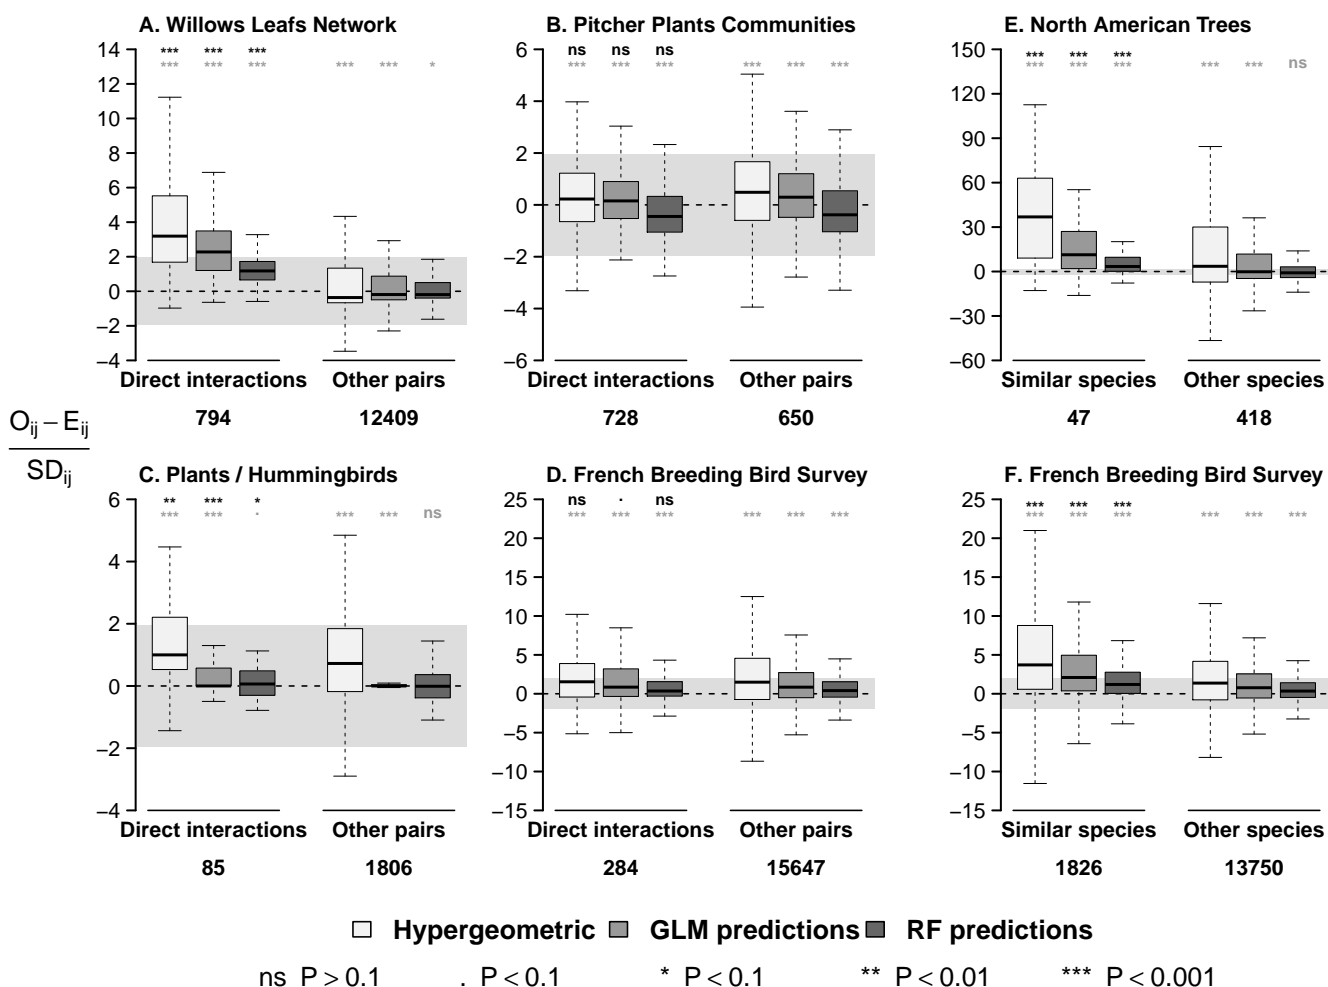 A. Willows Leafs Network
*** *** ***
*** *** *** *** *** *
14
12
10
8
6
4
2
0
−2
−4
Direct interactions Other pairs
794 12409
B. Pitcher Plants Communities
ns ns ns
*** *** *** *** *** ***
6
4
2
0
−2
−4
−6
Direct interactions Other pairs
728 650
E. North American Trees
*** *** ***
*** *** *** *** *** ns
150
120
90
60
30
0
−30
−60
Similar species Other species
47 418
Oij − Eij
SDij
C. Plants / Hummingbirds
** *** *
*** *** . *** *** ns
6
4
2
0
−2
−4
Direct interactions Other pairs
85 1806
D. French Breeding Bird Survey
ns . ns
*** *** *** *** *** ***
25
20
15
10
5
0
−5
−10
−15
Direct interactions Other pairs
284 15647
F. French Breeding Bird Survey
*** *** ***
*** *** *** *** *** ***
25
20
15
10
5
0
−5
−10
−15
Similar species Other species
1826 13750
Hypergeometric GLM predictions RF predictions
ns P > 0.1 . P < 0.1 * P < 0.1 ** P < 0.01 *** P < 0.001